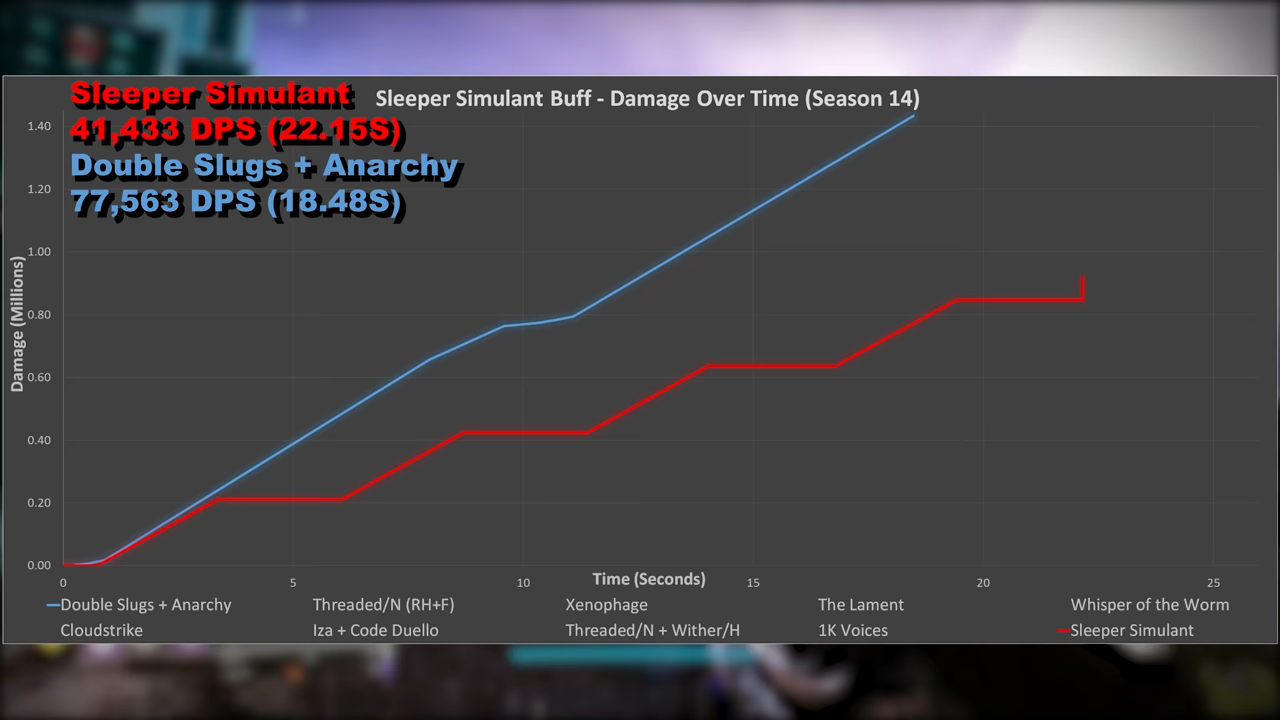 Sleeper Simulant
41,433 DPS (22.15S)
Double Slugs + Anarchy
77,563 DPS (18.48S)
Sleeper Simulant Buff - Damage Over Time (Season 14)
Damage (Millions)
1.40
1.20
1.00
0.80
0.60
0.40
0.20
0.00
0 5 10 15 20 25
Time (Seconds)
Double Slugs + Anarchy Threaded/N (RH+F) Xenophage The Lament Whisper of the Worm
Cloudstrike Iza + Code Duello Threaded/N + Wither/H 1K Voices Sleeper Simulant